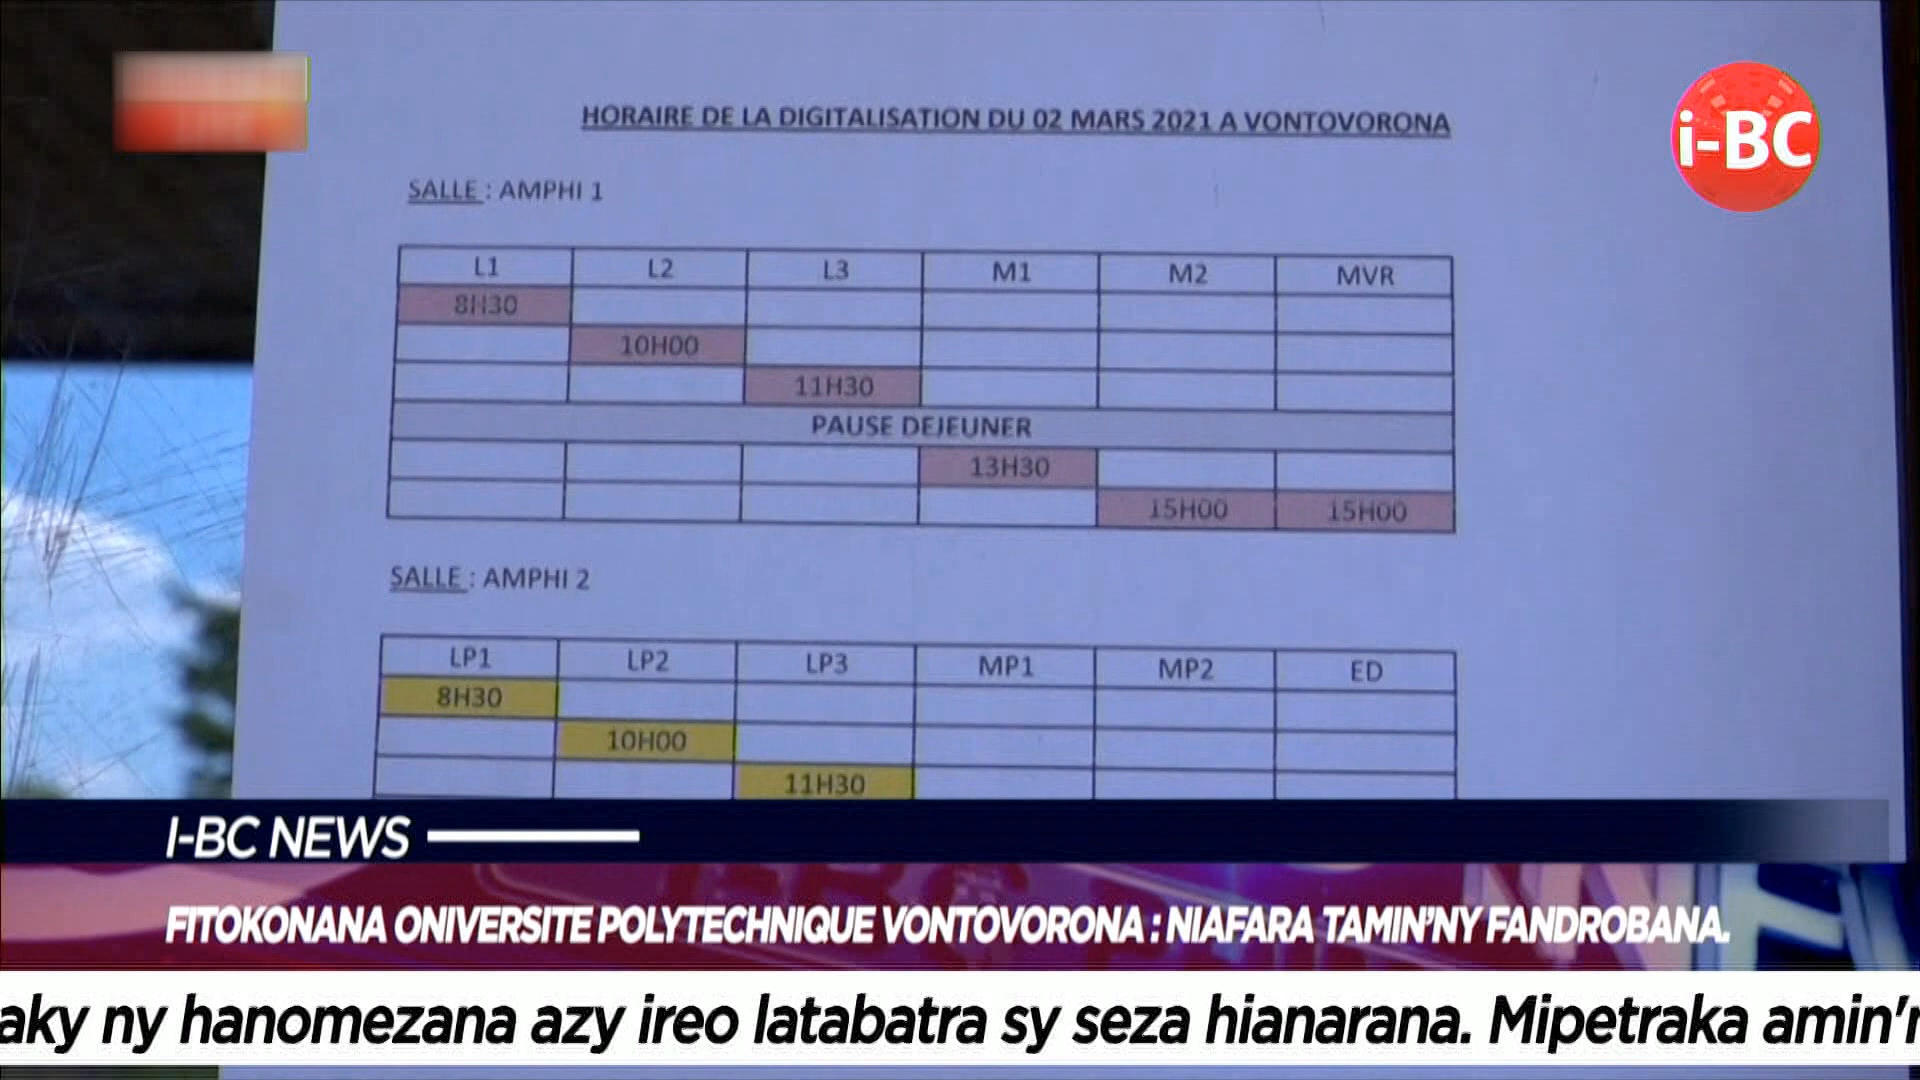 i-BC
HORAIRE DE LA DIGITALISATION DU 02 MARS 2021 A VONTOVORONA
SALLE : AMPHI 1
L1 L2 L3 M1 M2 MVR
8H30
10H00
11H30
PAUSE DEJEUNER
13H30
15H00 15H00
SALLE : AMPHI 2
LP1 LP2 LP3 MP1 MP2 ED
8H30
10H00
11H30
I-BC NEWS
FITOKONANA ONIVERSITE POLYTECHNIQUE VONTOVORONA : NIAFARA TAMIN'NY FANDROBANA.
aky ny hanomezana azy ireo latabatra sy seza hianarana. Mipetraka amin'